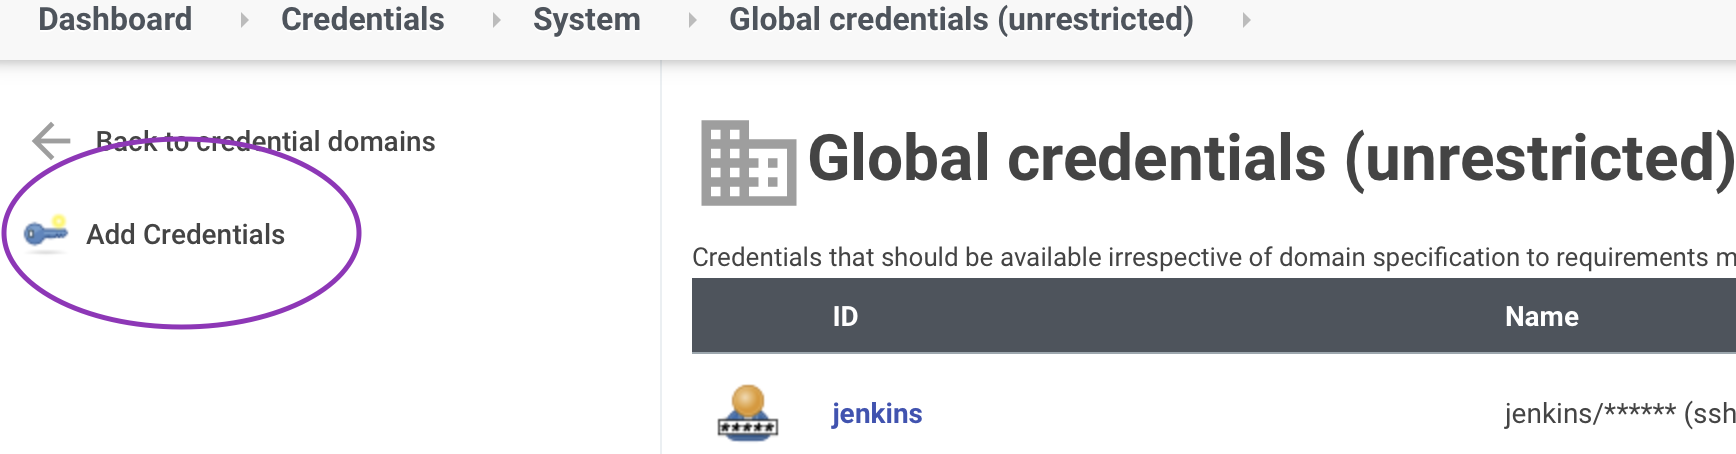 Dashboard Credentials System Global credentials (unrestricted)
Back to credential domains
Add Credentials
Global credentials (unrestricted)
Credentials that should be available irrespective of domain specification to requirements m
ID Name
jenkins jenkins/****** (ssh